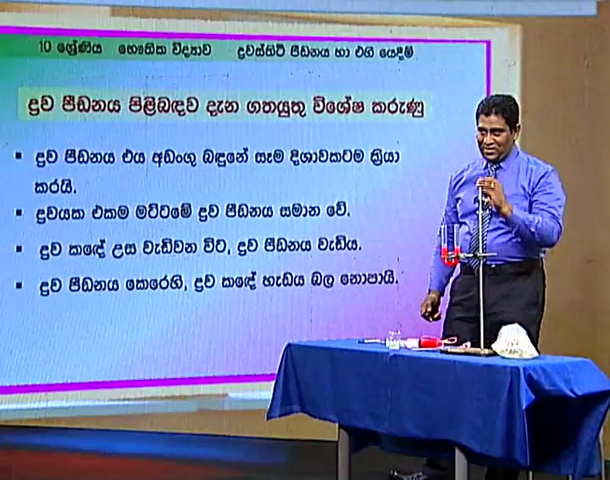 10 ශ්‍රේණිය භෞතික විද්‍යාව ද්‍රවස්ථිති පීඩනය හා එහි යෙදීම්
ද්‍රව පීඩනය පිළිබඳව දැන ගතයුතු විශේෂ කරුණු
▪ ද්‍රව පීඩනය එය අඩංගු බඳුනේ සෑම දිශාවකටම ක්‍රියා
කරයි.
▪ ද්‍රවයක එකම මට්ටමේ ද්‍රව පීඩනය සමාන වේ.
▪ ද්‍රව කඳේ උස වැඩිවන විට, ද්‍රව පීඩනය වැඩිය.
▪ ද්‍රව පීඩනය කෙරෙහි, ද්‍රව කඳේ හැඩය බල නොපායි.